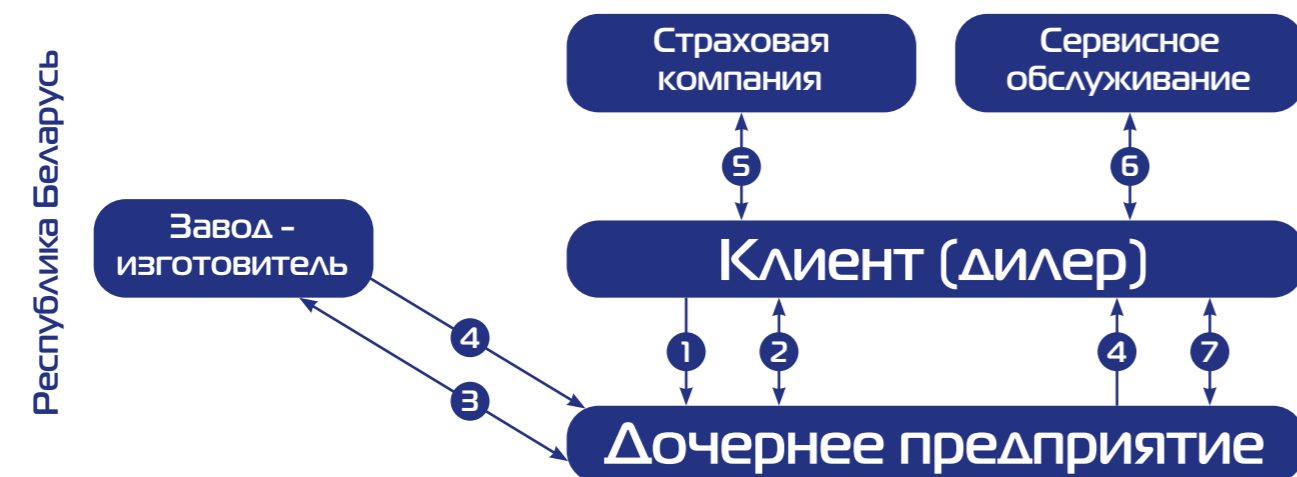 Республика Беларусь
Страховая
компания
Сервисное
обслуживание
5
6
Завод -
изготовитель
Клиент (дилер)
4
3
1
2
4
7
Дочернее предприятие